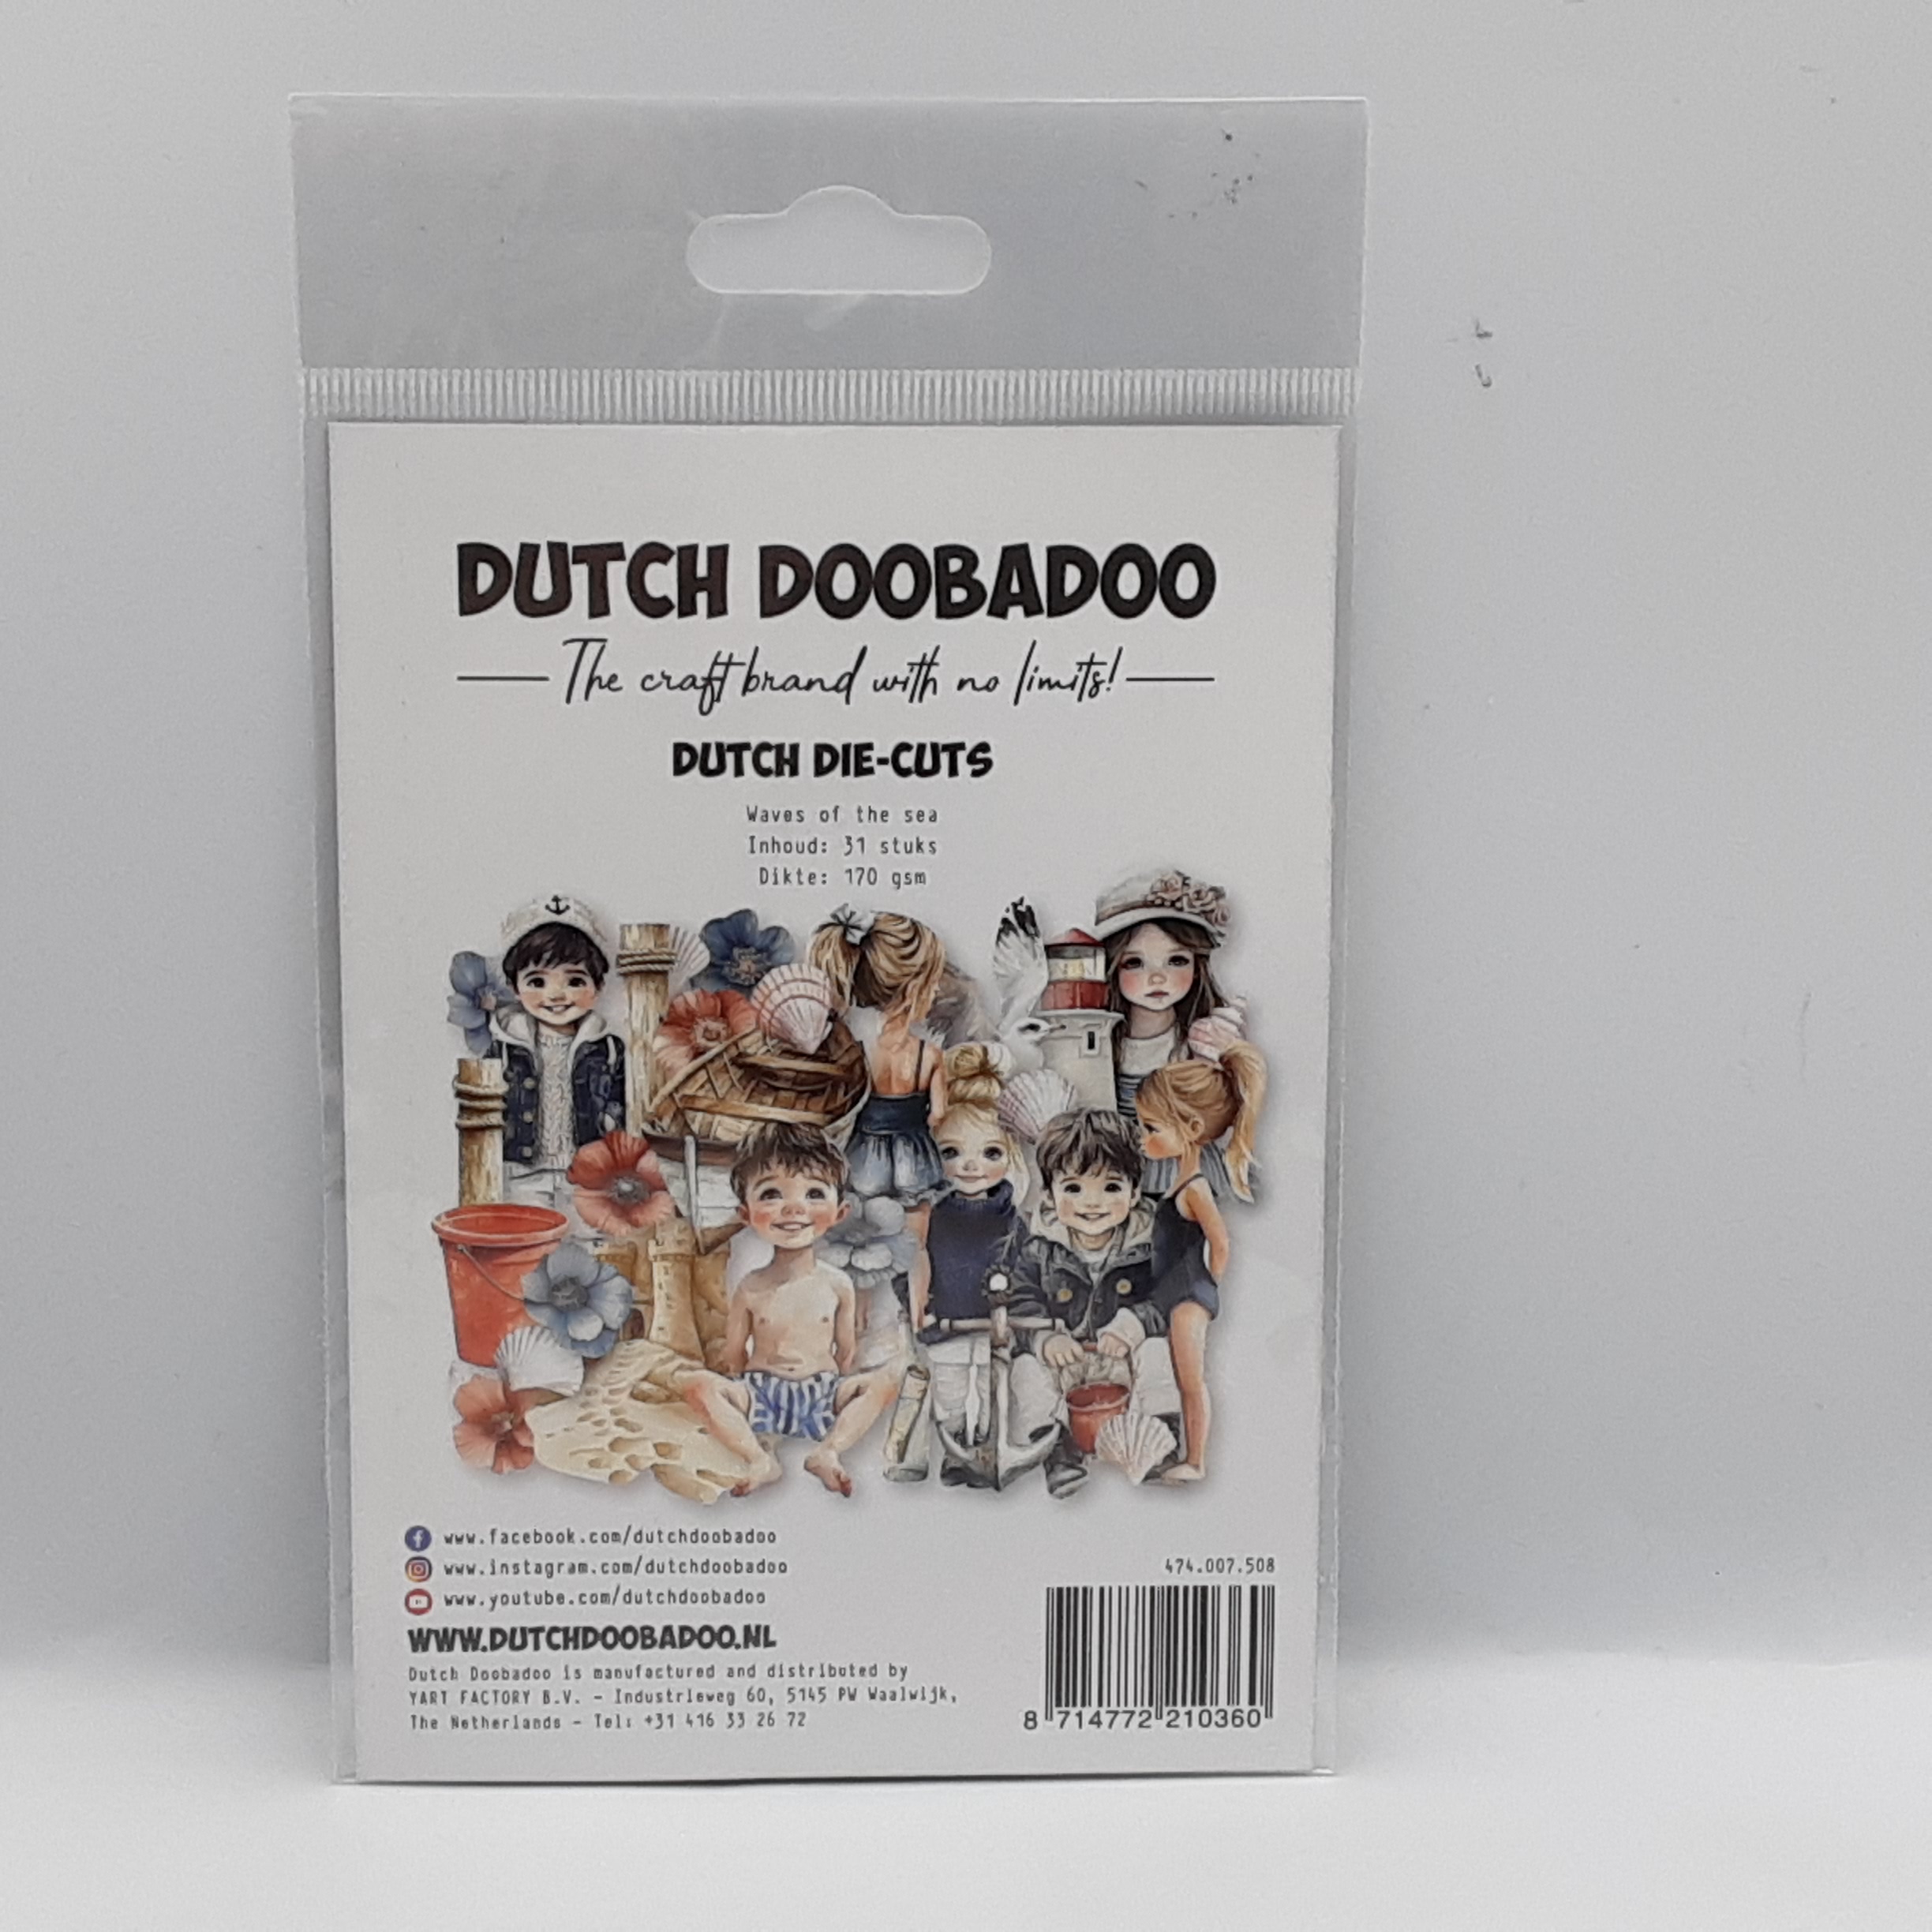 DUTCH DOOBADOO
The craft brand with no limits!
DUTCH DIE-CUTS
Waves of the sea
Inhoud: 31 stuks
Dikte: 170 gsm
www.facebook.com/dutchdoobadoo
www.instagram.com/dutchdoobadoo
www.youtube.com/dutchdoobadoo
WWW.DUTCHDOOBADOO.NL
Dutch Doobadoo is manufactured and distributed by
YART FACTORY B.V. - Industrieweg 60, 5145 PW Waalwijk,
The Netherlands - Tel: +31 416 33 26 72
474.007.508
8 714772 210360